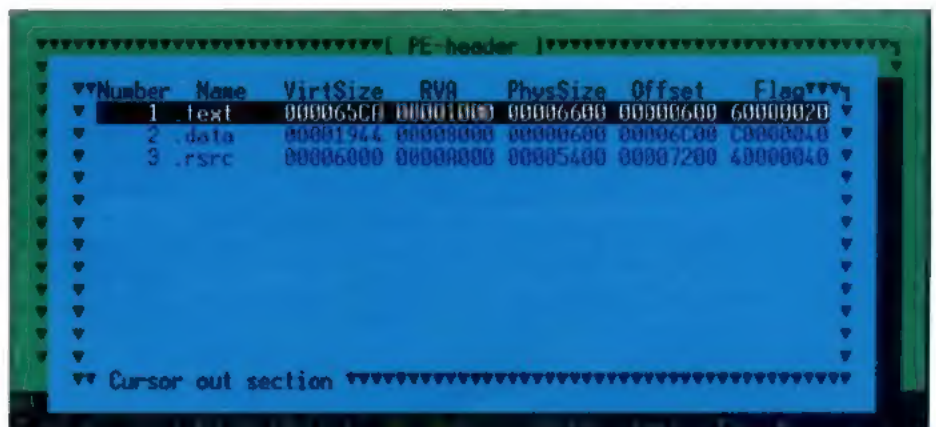 [ PE-header ]
Number Name VirtSize RVA PhysSize Offset Flag
1 .text 000065CA 00001000 00006600 00000600 60000020
2 .data 00001944 00008000 00000600 00006C00 C0000040
3 .rsrc 00006000 0000A000 00005400 00007200 40000040
Cursor out section